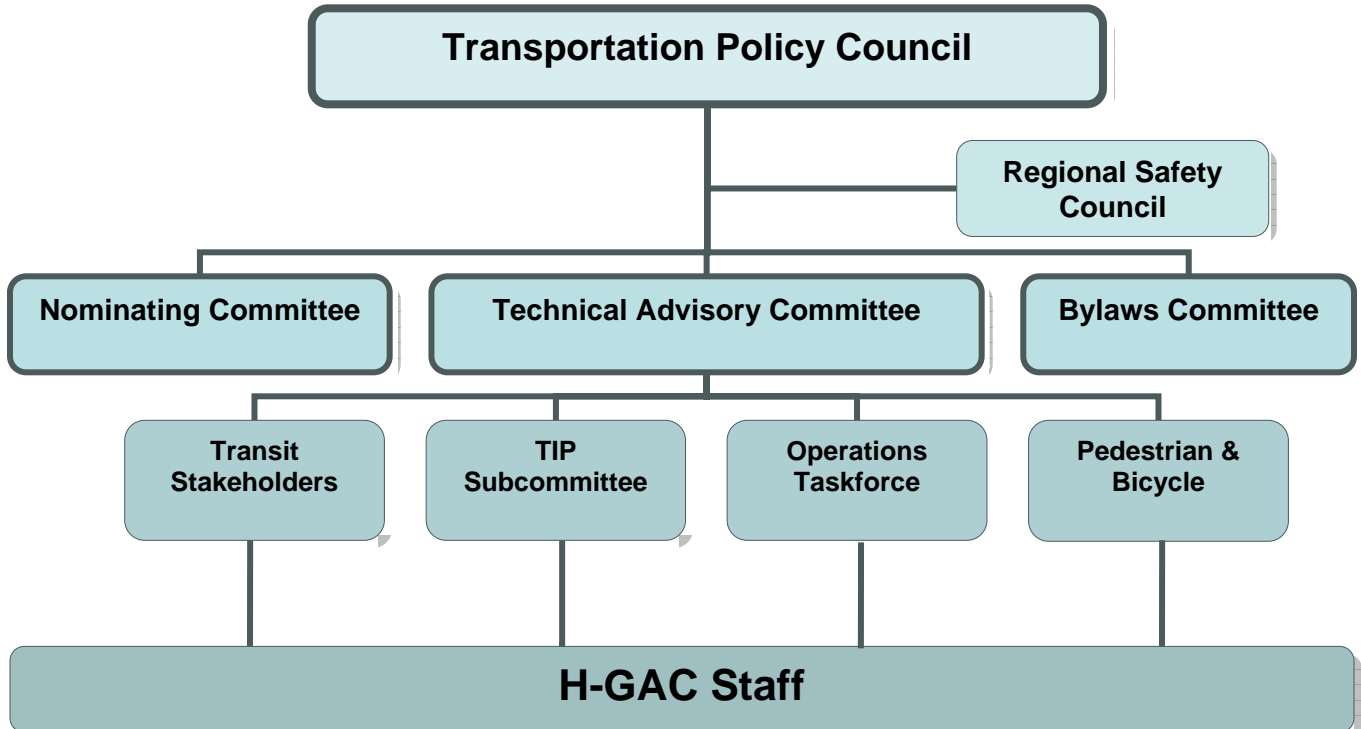 Transportation Policy Council
Regional Safety
Council
Nominating Committee
Technical Advisory Committee
Bylaws Committee
Transit
Stakeholders
TIP
Subcommittee
Operations
Taskforce
Pedestrian &
Bicycle
H-GAC Staff